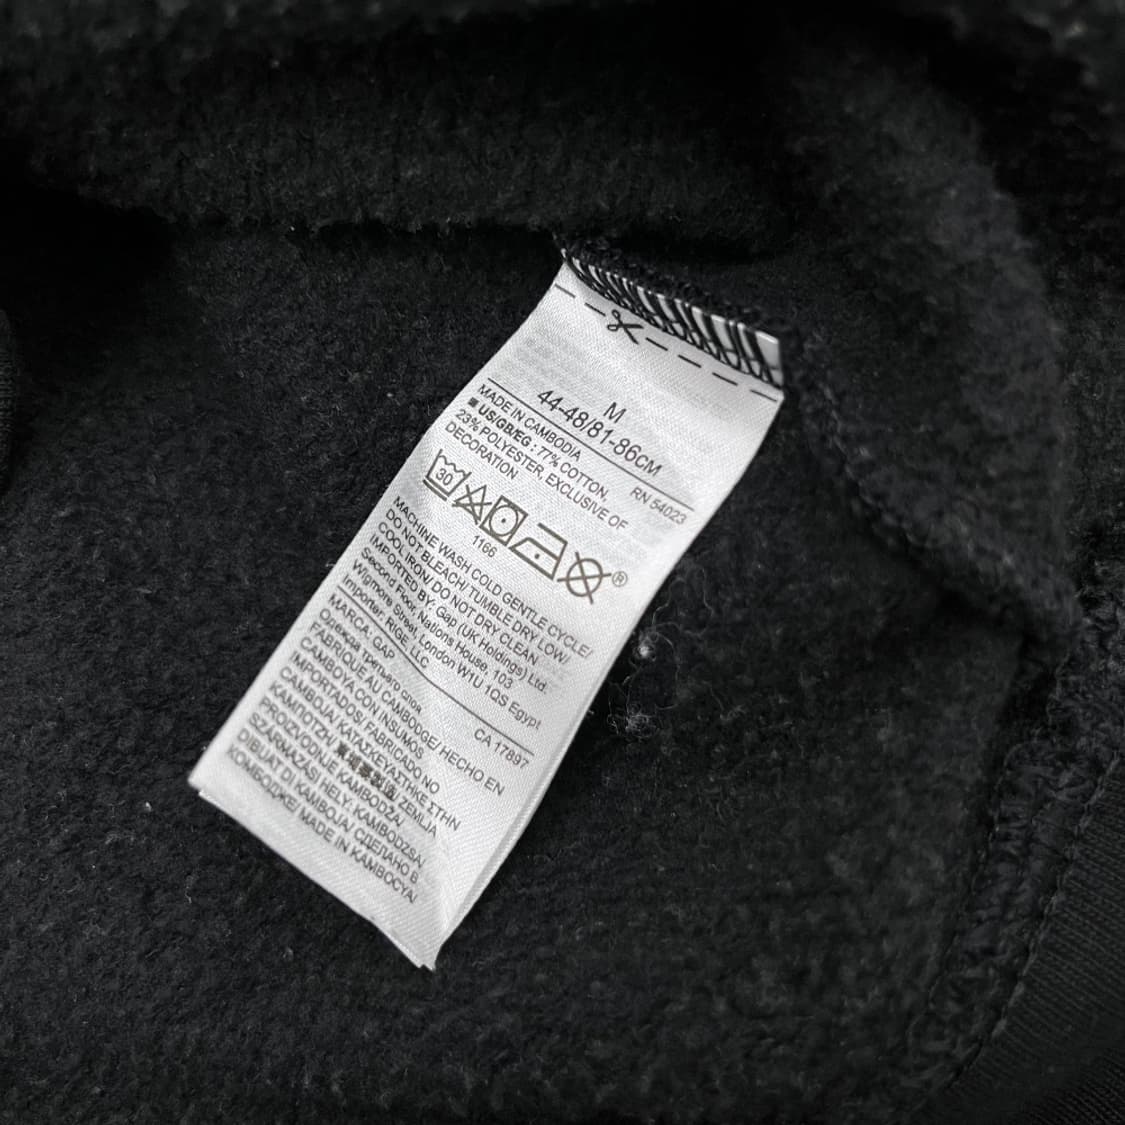 M
44-48/81-86CM
MADE IN CAMBODIA
RN 54023
■ US/GB/EG : 77% COTTON,
23% POLYESTER, EXCLUSIVE OF
DECORATION
30
®
1166
MACHINE WASH COLD GENTLE CYCLE/
DO NOT BLEACH/ TUMBLE DRY LOW/
COOL IRON/ DO NOT DRY CLEAN
IMPORTED BY: Gap (UK Holdings) Ltd.
Second Floor, Nations House, 103
Wigmore Street, London W1U 1QS Egypt
Importer: RIGE, LLC
CA 17897
MARCA: GAP
Одежда третьего слоя.
FABRIQUE AU CAMBODGE/ HECHO EN
CAMBOYA CON INSUMOS
IMPORTADOS/ FABRICADO NO
CAMBOJA/ ΚΑΤΑΣΚΕΥΑΣΤΗΚΕ ΣΤΗΝ
ΚΑΜΠΟΤΖΗ/ ZEMLJA
PROIZVODNJE KAMBODŽA/
SZÁRMAZÁSI HELY: KAMBODZSA/
DIBUAT DI KAMBOJA/ СДЕЛАНО В
КОМБОДЖЕ/ MADE IN KAMBOCYA/